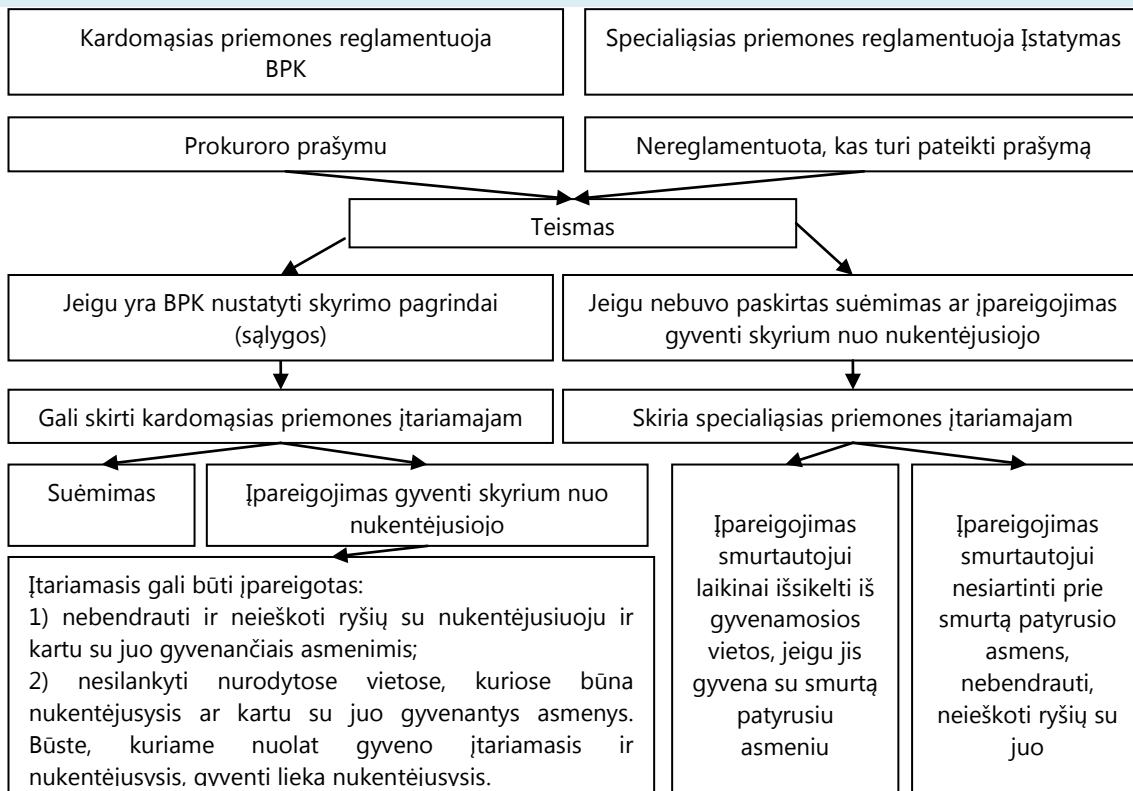 Kardomąsias priemones reglamentuoja
BPK
Specialiąsias priemones reglamentuoja Įstatymas
Prokuroro prašymu
Nereglamentuota, kas turi pateikti prašymą
Teismas
Jeigu yra BPK nustatyti skyrimo pagrindai
(sąlygos)
Jeigu nebuvo paskirtas suėmimas ar įpareigojimas
gyventi skyrium nuo nukentėjusiojo
Gali skirti kardomąsias priemones įtariamajam
Skiria specialiąsias priemones įtariamajam
Suėmimas
Įpareigojimas gyventi skyrium nuo
nukentėjusiojo
Įtariamasis gali būti įpareigotas:
1) nebendrauti ir neieškoti ryšių su nukentėjusiuoju ir
kartu su juo gyvenančiais asmenimis;
2) nesilankyti nurodytose vietose, kuriose būna
nukentėjusysis ar kartu su juo gyvenantys asmenys.
Būste, kuriame nuolat gyveno įtariamasis ir
nukentėjusysis, gyventi lieka nukentėjusysis.
Įpareigojimas
smurtautojui
laikinai išsikelti iš
gyvenamosios
vietos, jeigu jis
gyvena su smurtą
patyrusiu
asmeniu
Įpareigojimas
smurtautojui
nesiartinti prie
smurtą patyrusio
asmens,
nebendrauti,
neieškoti ryšių su
juo